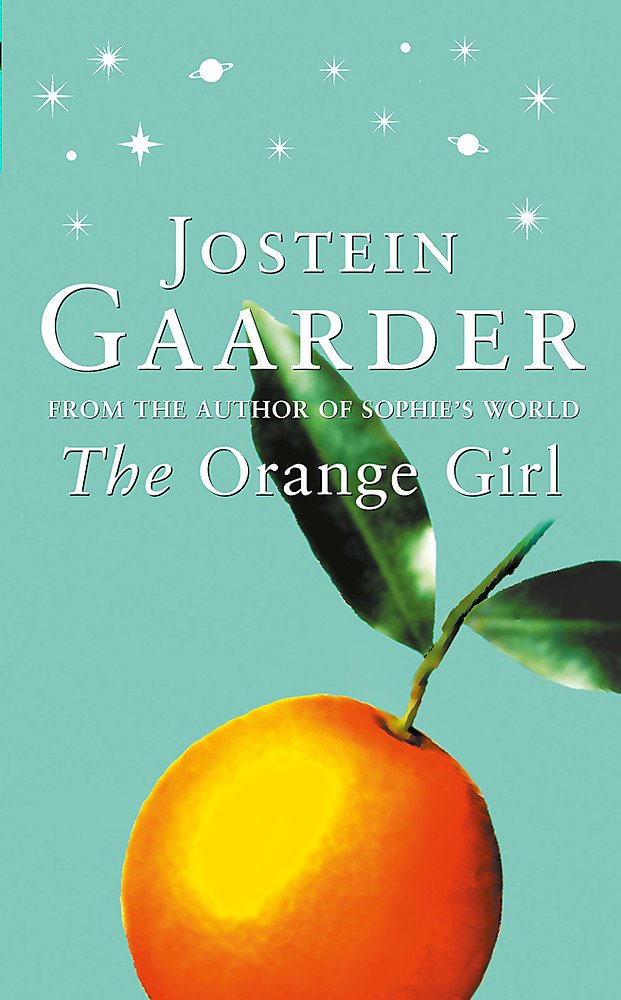 JOSTEIN
GAARDER
FROM THE AUTHOR OF SOPHIE'S WORLD
The Orange Girl